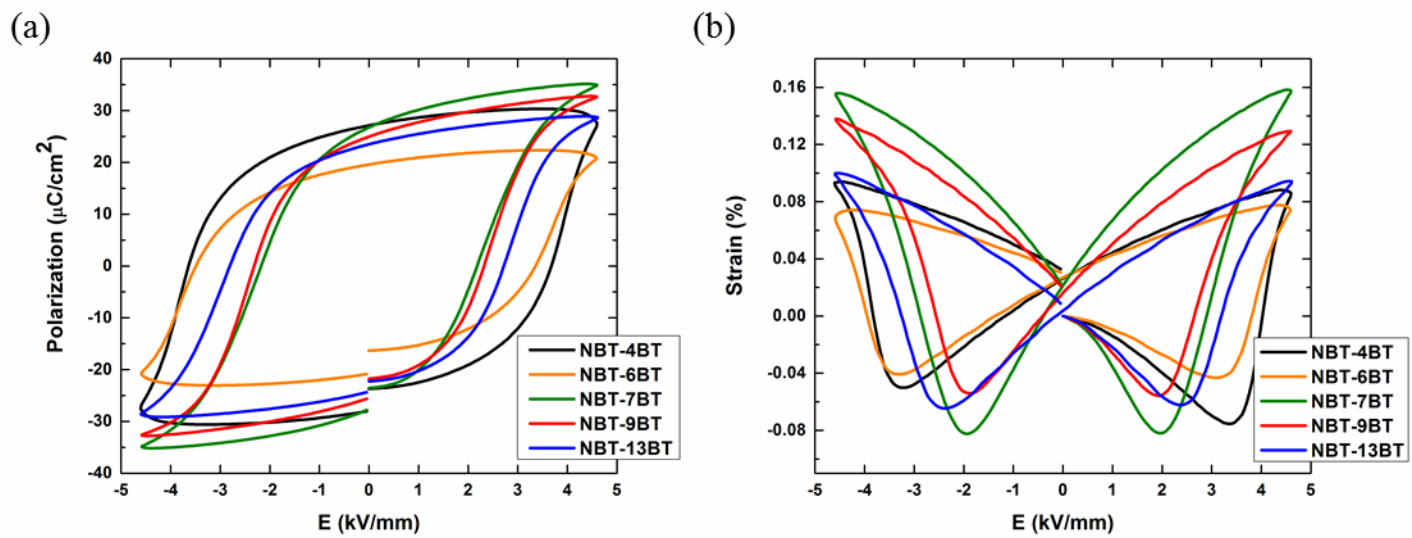 (a)
(b)
40
30
20
10
0
-10
-20
-30
-40
Polarization (μC/cm²)
-5 -4 -3 -2 -1 0 1 2 3 4 5
E (kV/mm)
NBT-4BT
NBT-6BT
NBT-7BT
NBT-9BT
NBT-13BT
0.16
0.12
0.08
0.04
0.00
-0.04
-0.08
Strain (%)
-5 -4 -3 -2 -1 0 1 2 3 4 5
E (kV/mm)
NBT-4BT
NBT-6BT
NBT-7BT
NBT-9BT
NBT-13BT